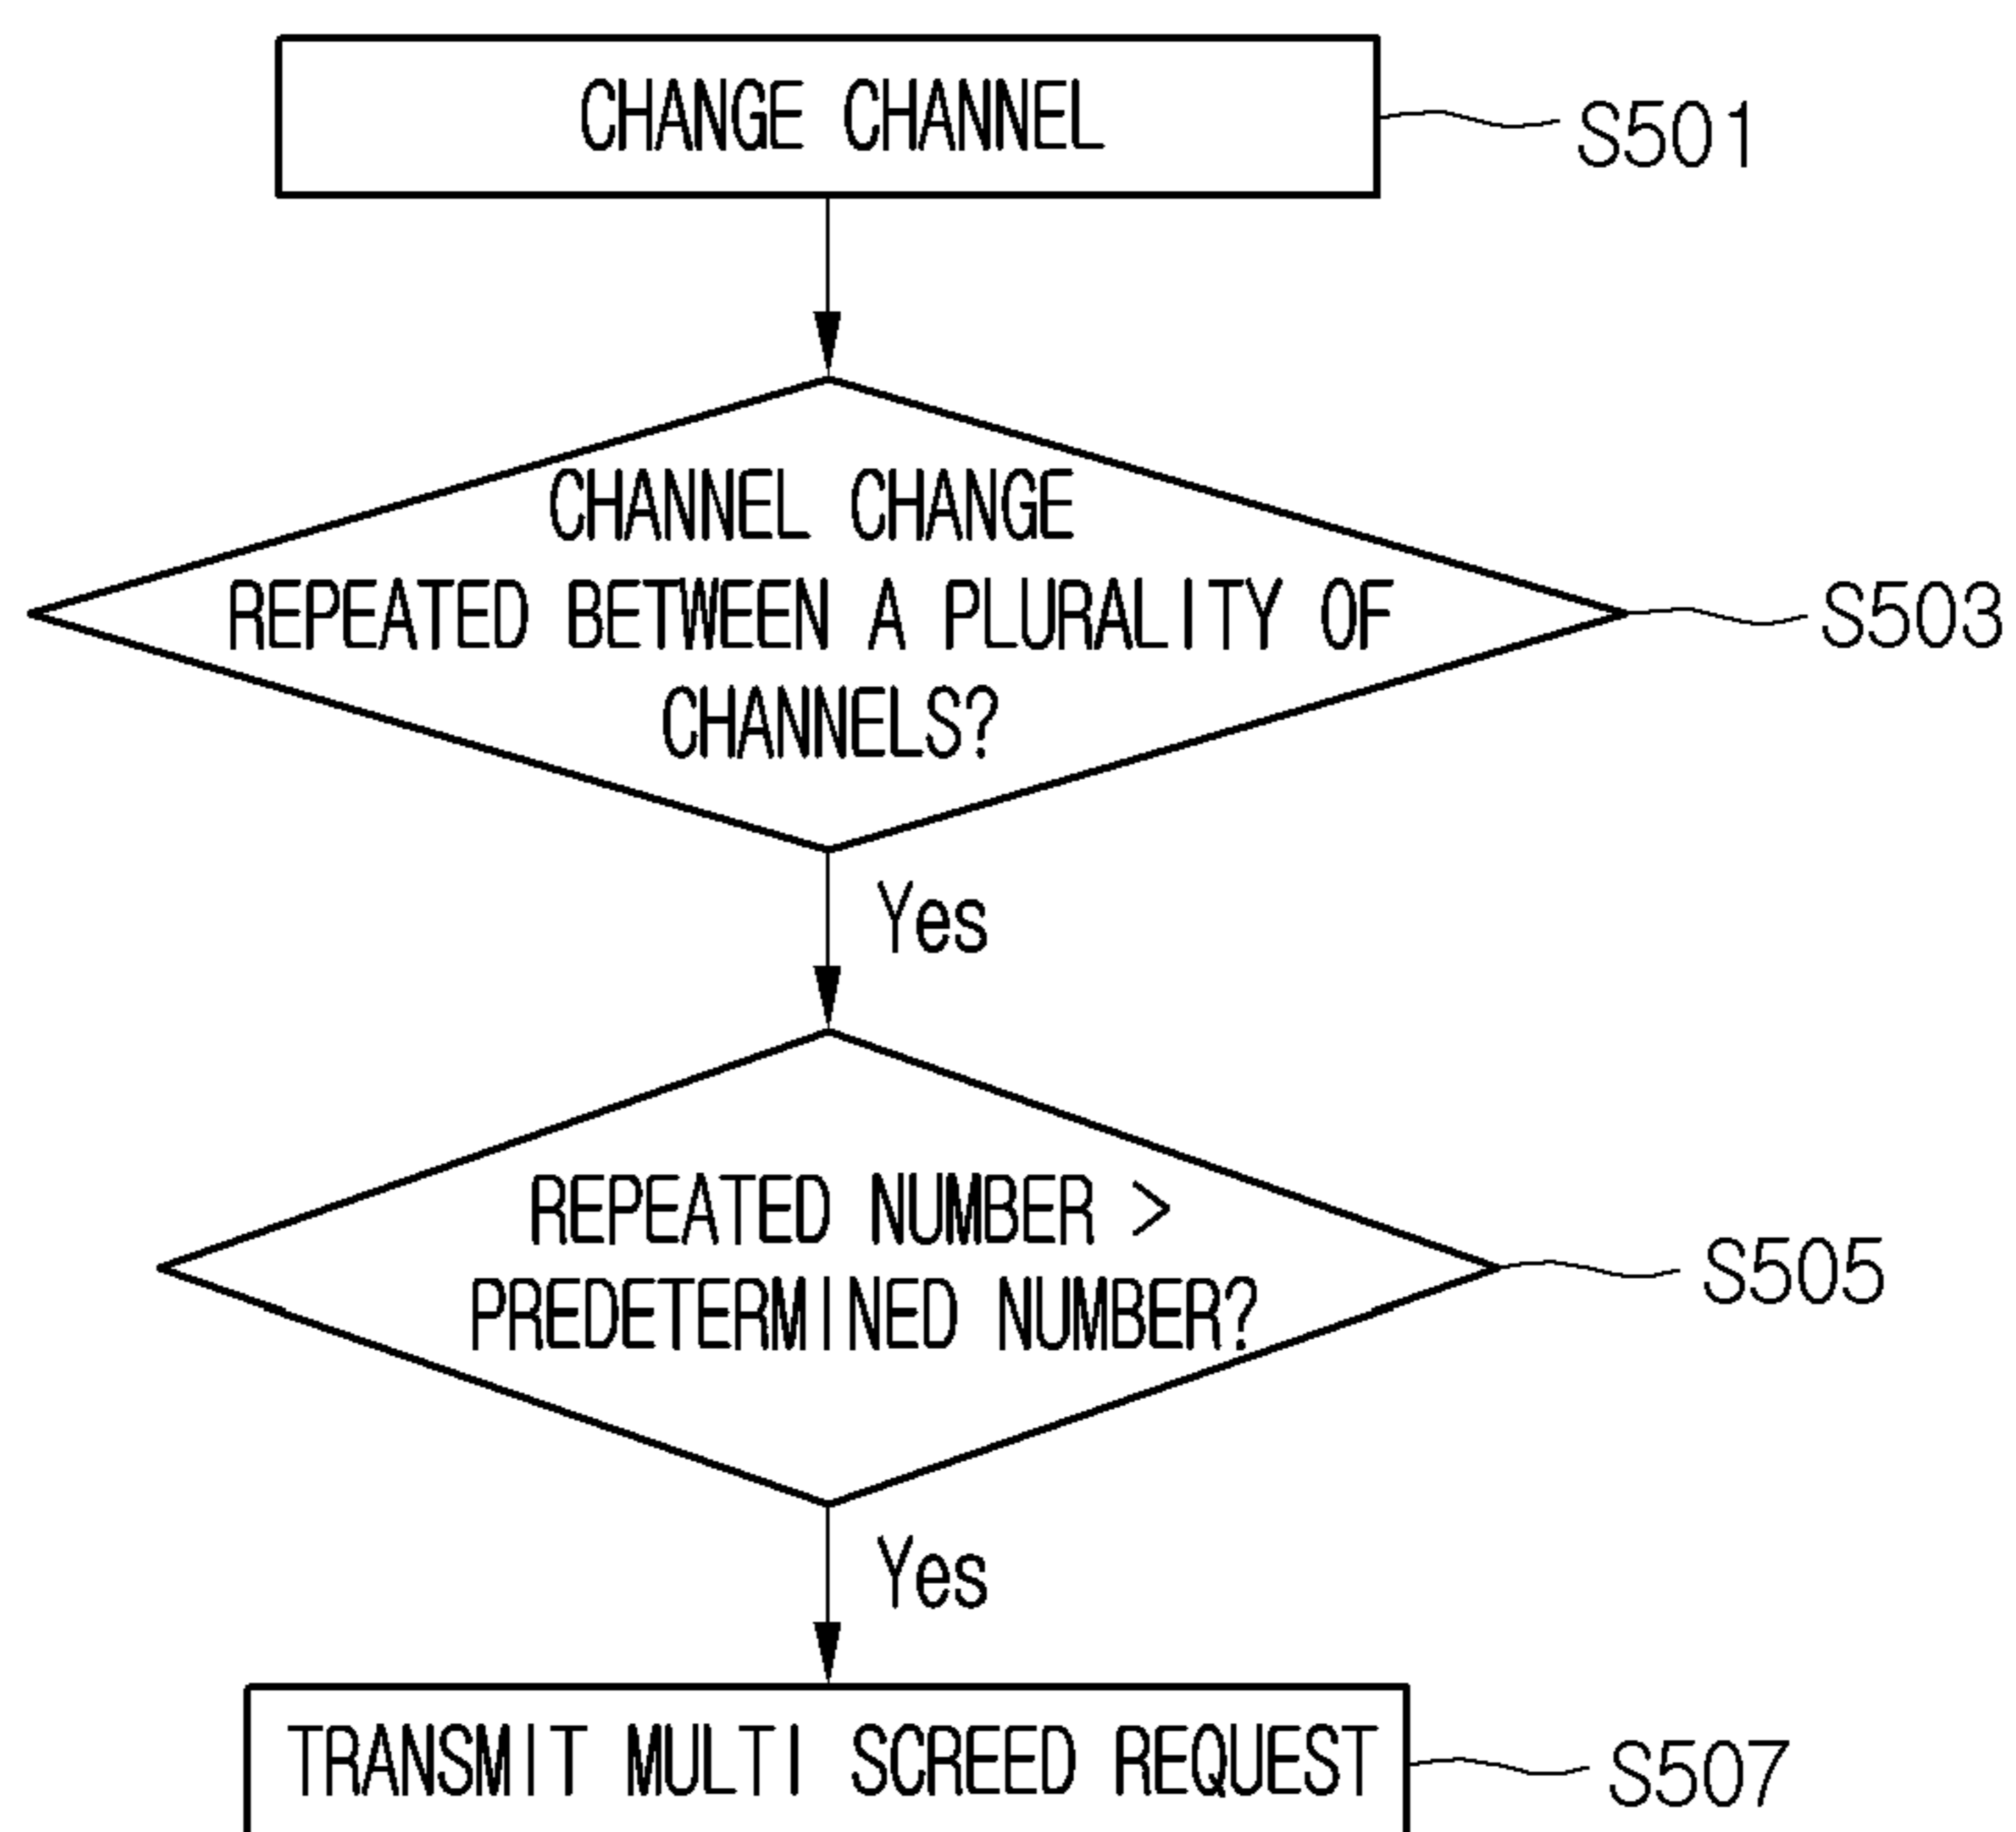 CHANGE CHANNEL
S501
CHANNEL CHANGE
REPEATED BETWEEN A PLURALITY OF
CHANNELS?
S503
Yes
REPEATED NUMBER >
PREDETERMINED NUMBER?
S505
Yes
TRANSMIT MULTI SCREED REQUEST
S507